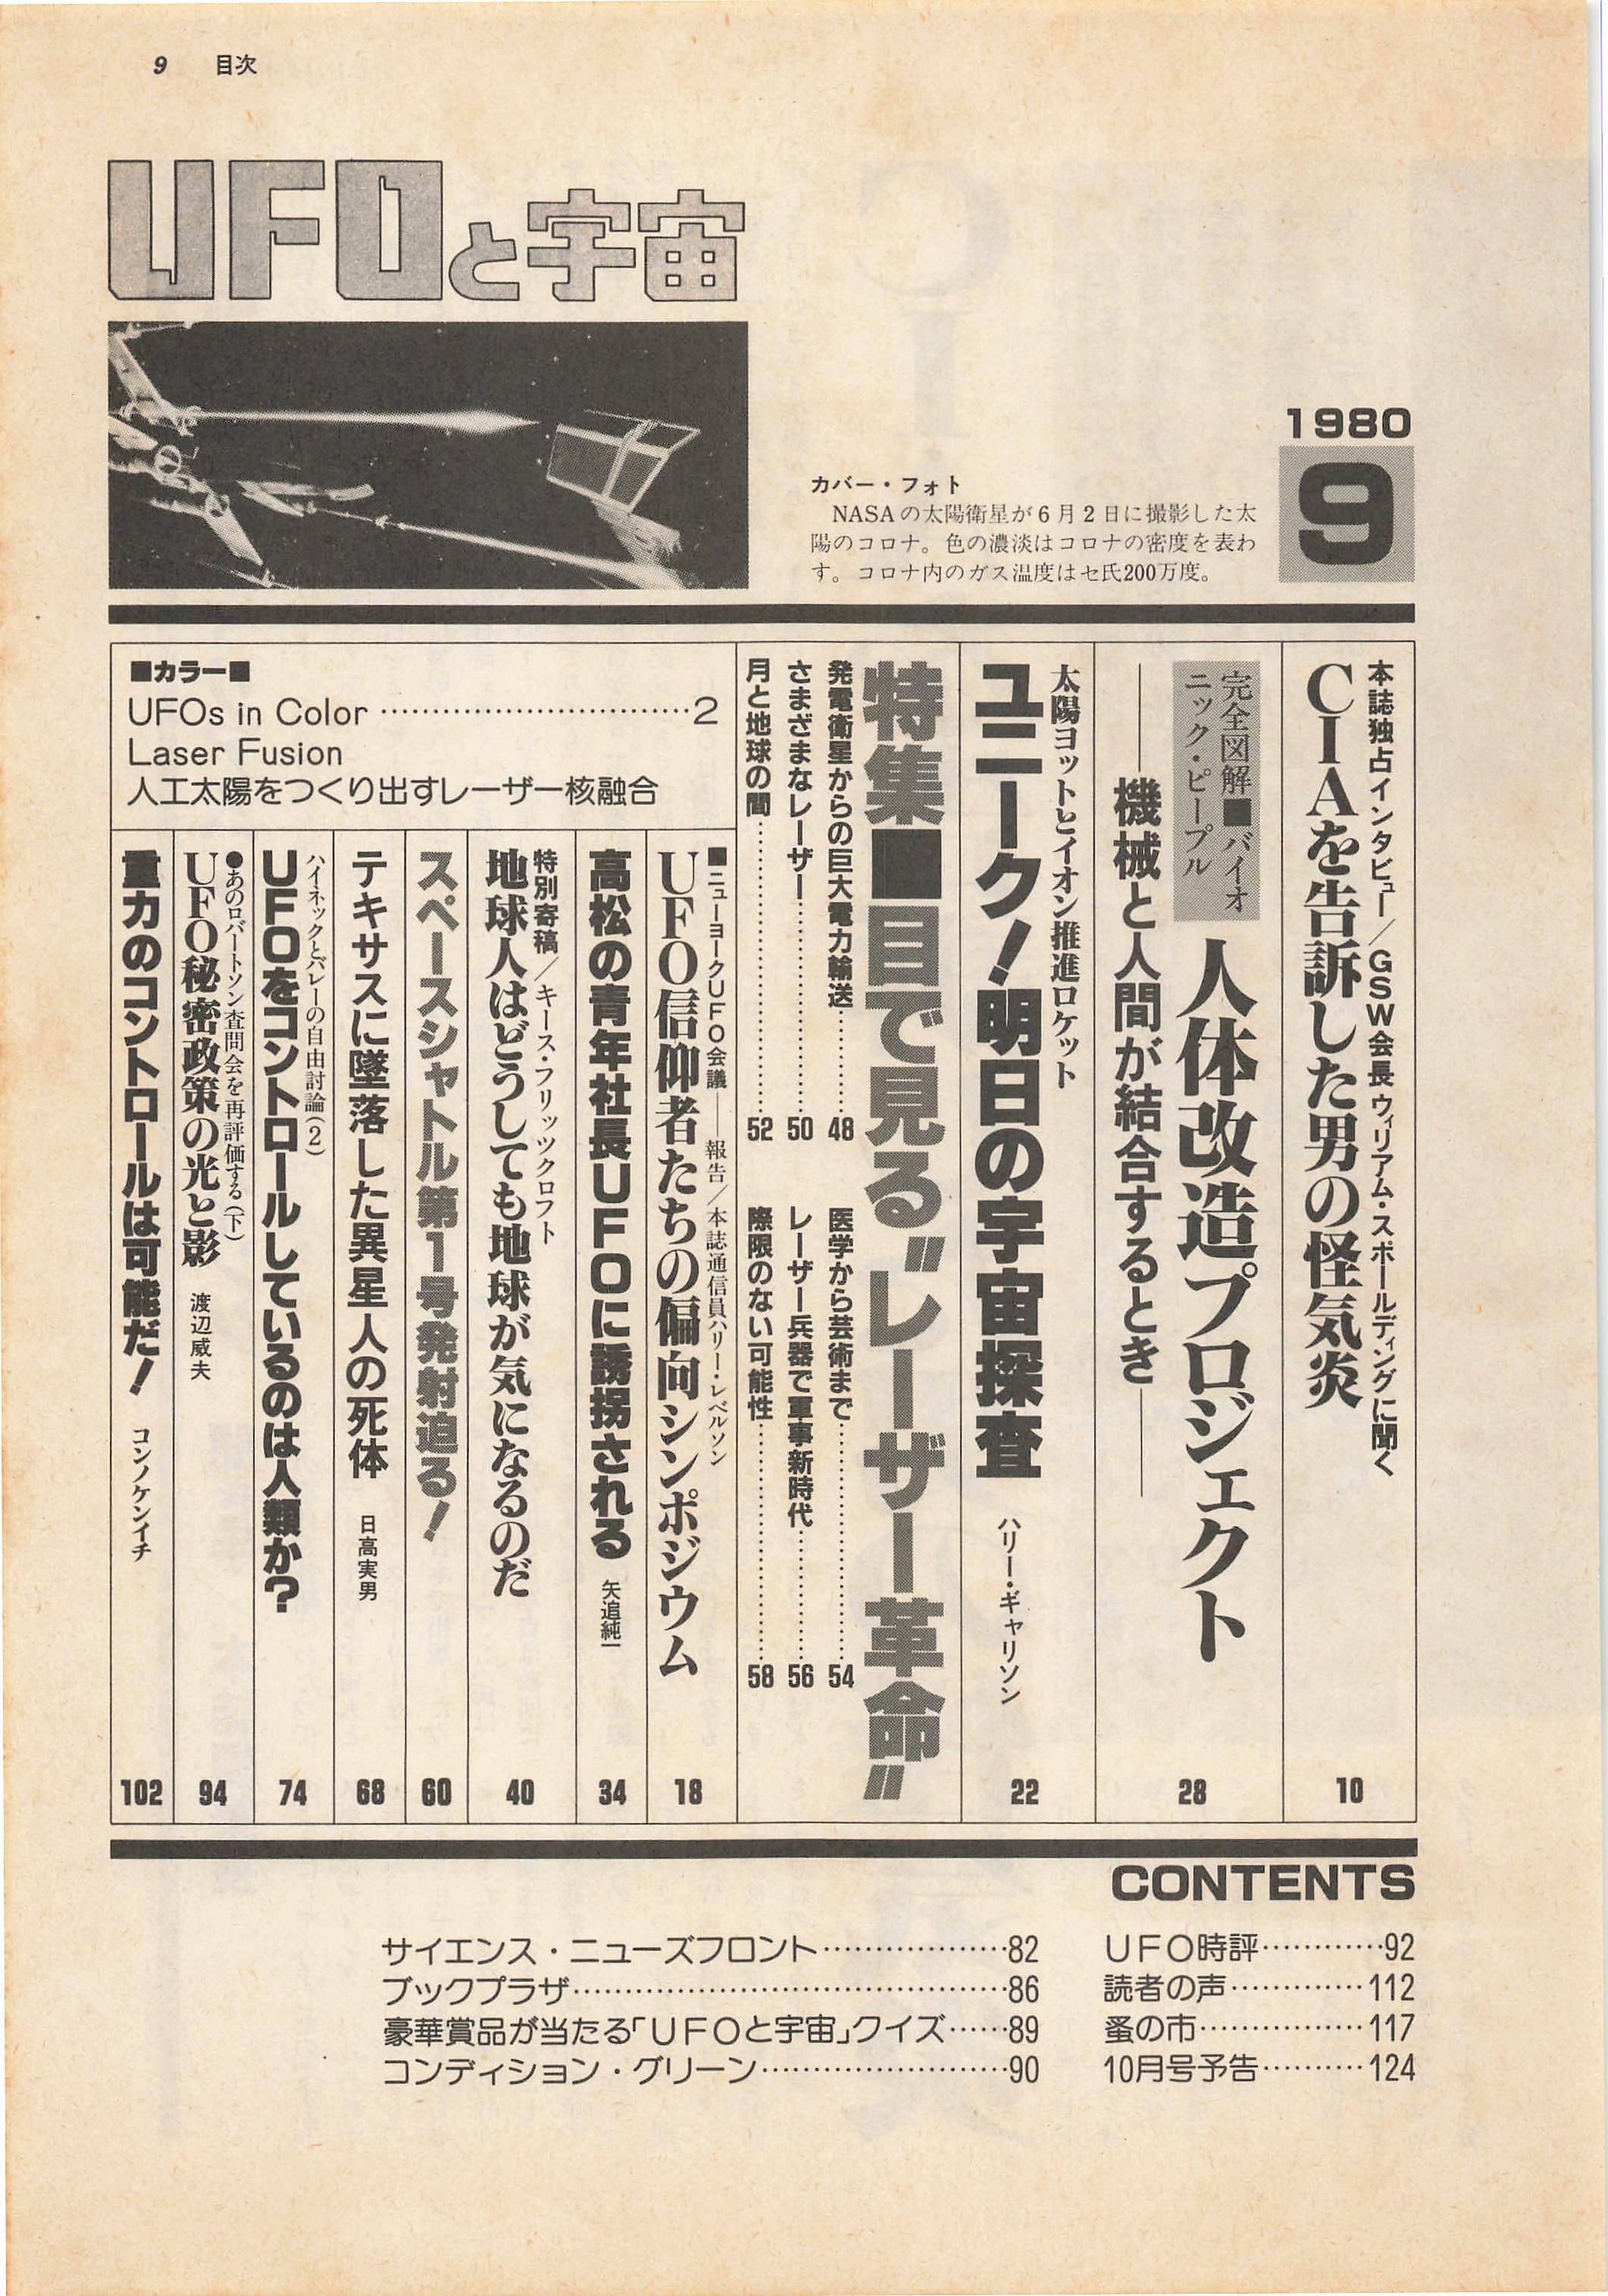 9 目次
UFOと宇宙
1980
9
カバー・フォト
NASAの太陽衛星が6月2日に撮影した太
陽のコロナ。色の濃淡はコロナの密度を表わ
す。コロナ内のガス温度はセ氏200万度。
本誌独占インタビュー／GSW会長 ウィリアム・スポールディングに聞く
CIAを告訴した男の怪気炎
10
完全図解■バイオ
ニック・ピープル
人体改造プロジェクト
——機械と人間が結合するとき——
28
太陽ヨットとイオン推進ロケット
ユニーク！明日の宇宙探査 ハリー・ギャリソン
22
特集■目で見る〝レーザー革命〟
発電衛星からの巨大電力輸送…………48
さまざまなレーザー…………50
月と地球の間…………52
医学から芸術まで…………54
レーザー兵器で軍事新時代…………56
際限のない可能性…………58
■カラー■
UFOs in Color…………2
Laser Fusion
人工太陽をつくり出すレーザー核融合
■ニューヨークUFO会議——報告／本誌通信員ハリー・レベルソン
UFO信仰者たちの偏向シンポジウム
18
高松の青年社長UFOに誘拐される 矢追純一
34
特別寄稿／キース・フリッツクロフト
地球人はどうしても地球が気になるのだ
40
スペースシャトル第1号発射迫る！
60
テキサスに墜落した異星人の死体 日高実男
68
ハイネックとバレーの自由討論(2)
UFOをコントロールしているのは人類か？
74
●あのロバートソン査問会を再評価する(下)
UFO秘密政策の光と影 渡辺威夫
94
重力のコントロールは可能だ！ コンノケンイチ
102
CONTENTS
サイエンス・ニューズフロント…………82
ブックプラザ…………86
豪華賞品が当たる「UFOと宇宙」クイズ……89
コンディション・グリーン…………90
UFO時評…………92
読者の声…………112
蚤の市…………117
10月号予告…………124